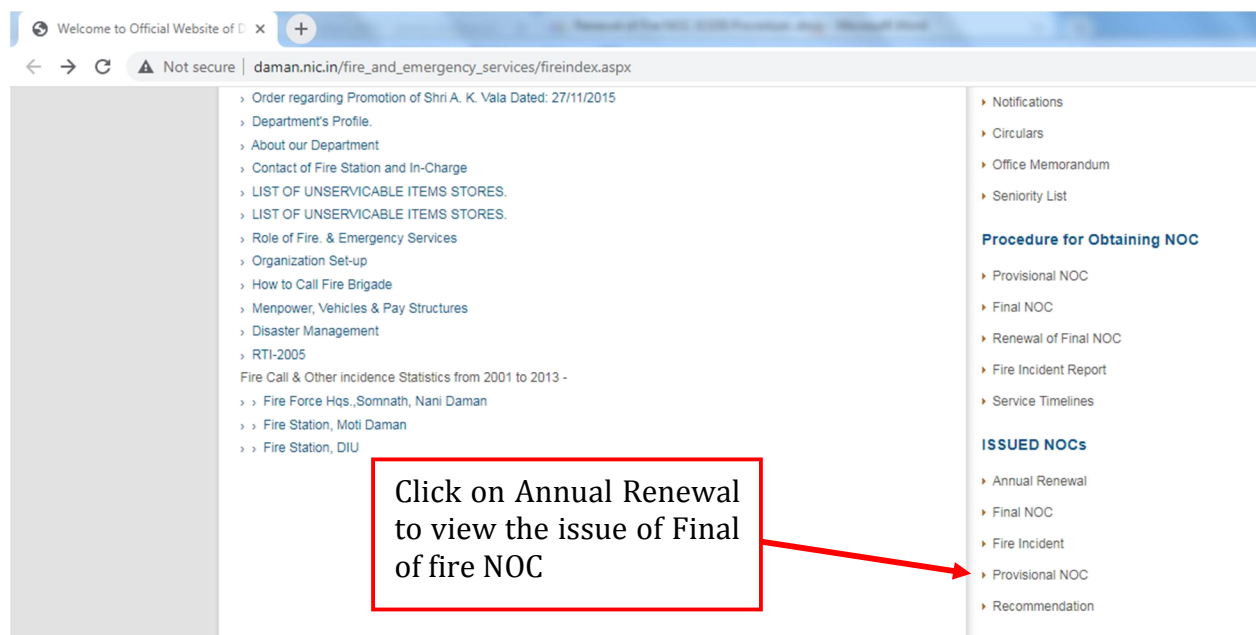 Welcome to Official Website of D
Not secure | daman.nic.in/fire_and_emergency_services/fireindex.aspx
› Order regarding Promotion of Shri A. K. Vala Dated: 27/11/2015
› Department's Profile.
› About our Department
› Contact of Fire Station and In-Charge
› LIST OF UNSERVICABLE ITEMS STORES.
› LIST OF UNSERVICABLE ITEMS STORES.
› Role of Fire. & Emergency Services
› Organization Set-up
› How to Call Fire Brigade
› Menpower, Vehicles & Pay Structures
› Disaster Management
› RTI-2005
Fire Call & Other incidence Statistics from 2001 to 2013 -
› › Fire Force Hqs.,Somnath, Nani Daman
› › Fire Station, Moti Daman
› › Fire Station, DIU
Click on Annual Renewal
to view the issue of Final
of fire NOC
Notifications
Circulars
Office Memorandum
Seniority List
Procedure for Obtaining NOC
Provisional NOC
Final NOC
Renewal of Final NOC
Fire Incident Report
Service Timelines
ISSUED NOCs
Annual Renewal
Final NOC
Fire Incident
Provisional NOC
Recommendation